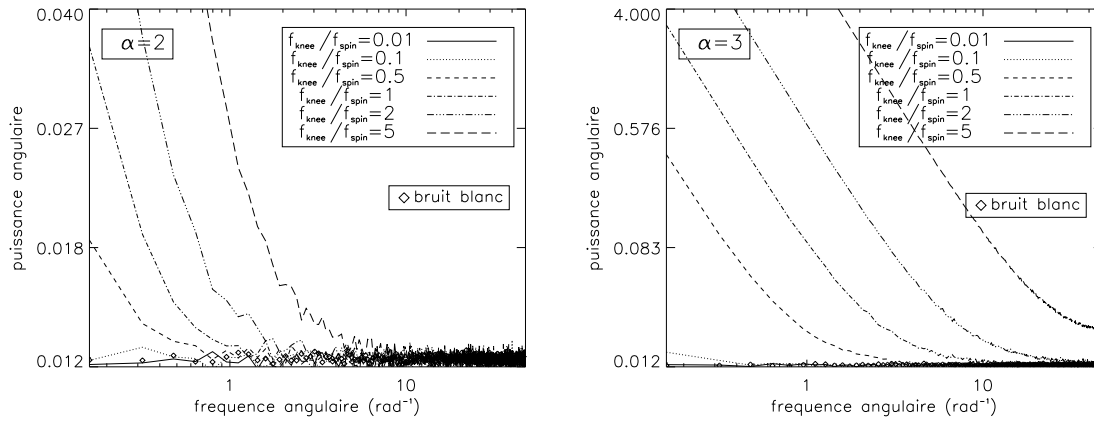 0.040
0.027
0.018
0.012
puissance angulaire
α=2
f_knee/f_spin=0.01
f_knee/f_spin=0.1
f_knee/f_spin=0.5
f_knee/f_spin=1
f_knee/f_spin=2
f_knee/f_spin=5
bruit blanc
1
10
frequence angulaire (rad⁻¹)
4.000
0.576
0.083
0.012
puissance angulaire
α=3
f_knee/f_spin=0.01
f_knee/f_spin=0.1
f_knee/f_spin=0.5
f_knee/f_spin=1
f_knee/f_spin=2
f_knee/f_spin=5
bruit blanc
1
10
frequence angulaire (rad⁻¹)